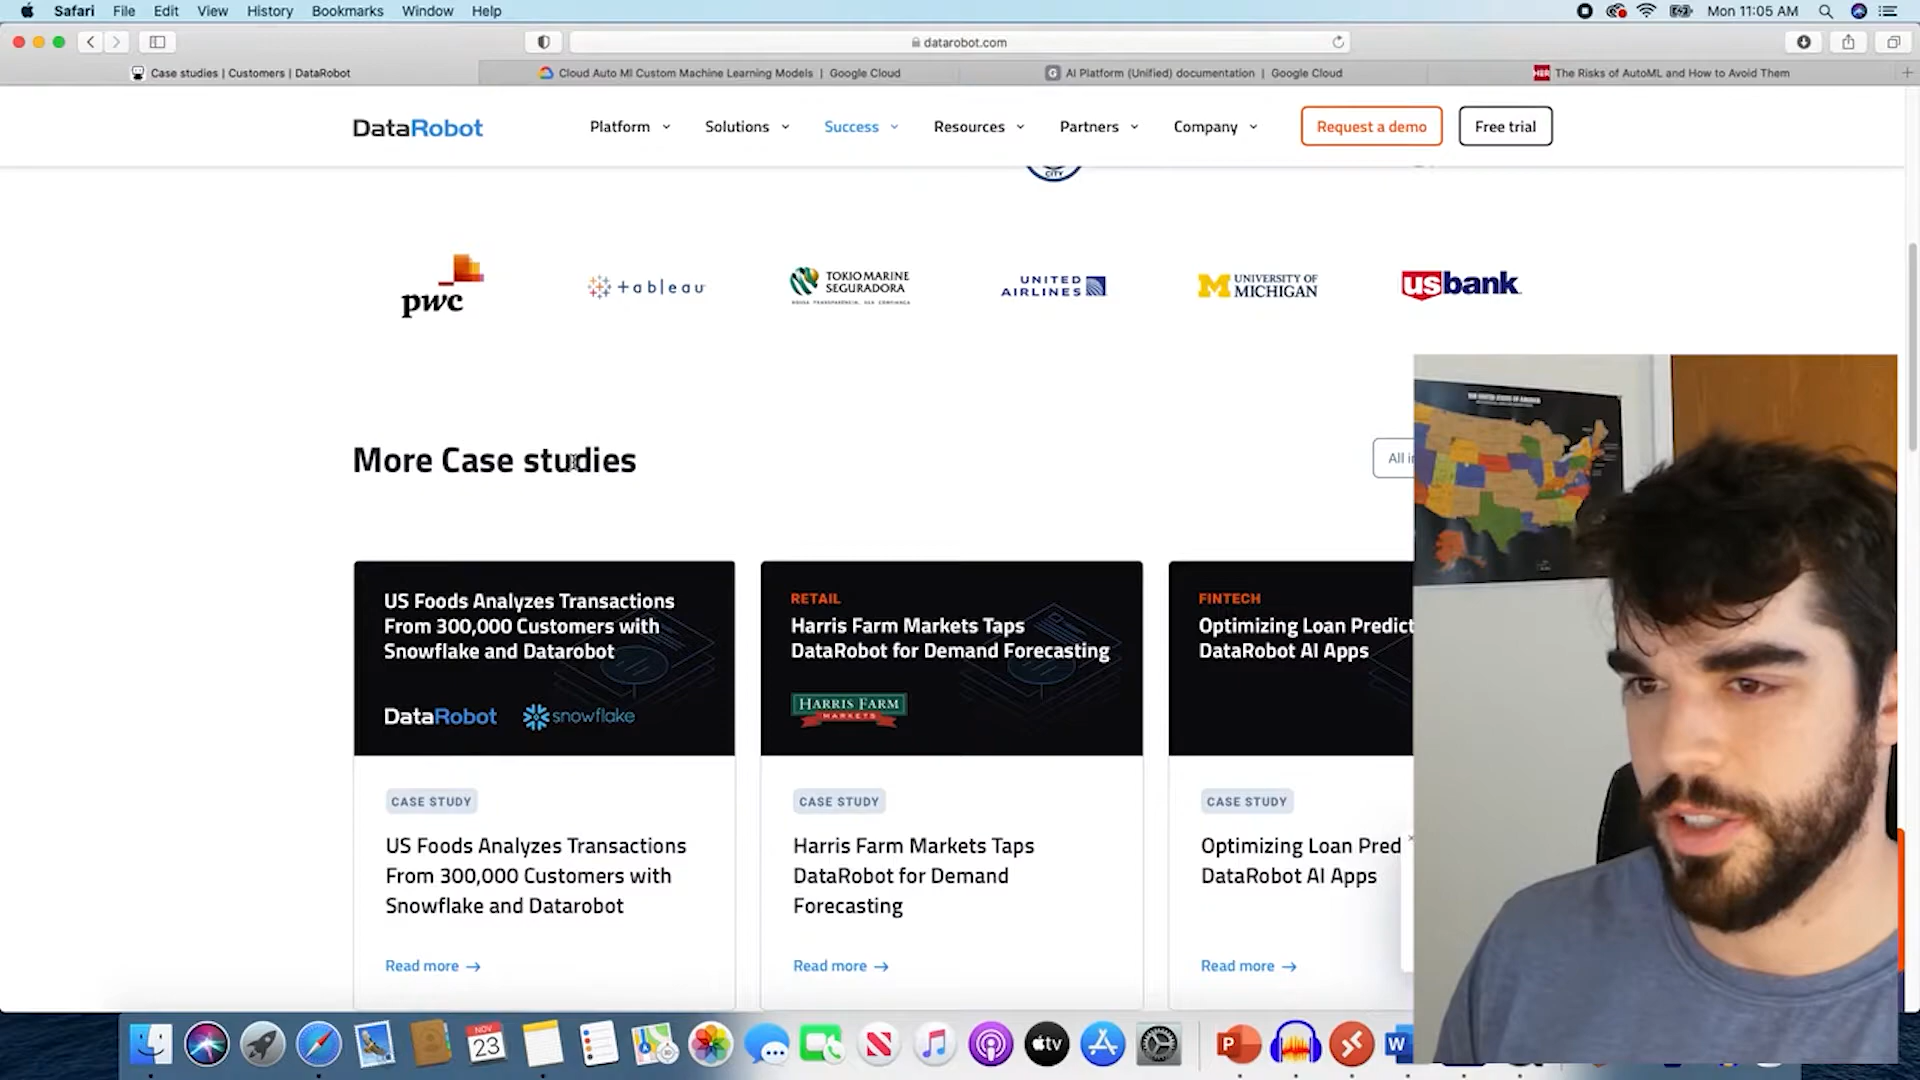 Safari File Edit View History Bookmarks Window Help Mon 11:05 AM
datarobot.com
Case studies | Customers | DataRobot
Cloud Auto Ml Custom Machine Learning Models | Google Cloud
AI Platform (Unified) documentation | Google Cloud
HBR The Risks of AutoML and How to Avoid Them
DataRobot
Platform Solutions Success Resources Partners Company
Request a demo
Free trial
CITY
pwc
+ableau
TOKIO MARINE
SEGURADORA
UNITED
AIRLINES
UNIVERSITY OF
MICHIGAN
usbank
More Case studies
All in
US Foods Analyzes Transactions
From 300,000 Customers with
Snowflake and Datarobot
DataRobot snowflake
RETAIL
Harris Farm Markets Taps
DataRobot for Demand Forecasting
HARRIS FARM
MARKETS
FINTECH
Optimizing Loan Predict
DataRobot AI Apps
CASE STUDY
US Foods Analyzes Transactions
From 300,000 Customers with
Snowflake and Datarobot
Read more →
CASE STUDY
Harris Farm Markets Taps
DataRobot for Demand
Forecasting
Read more →
CASE STUDY
Optimizing Loan Pred
DataRobot AI Apps
Read more →
NOV
23
tv
P
W